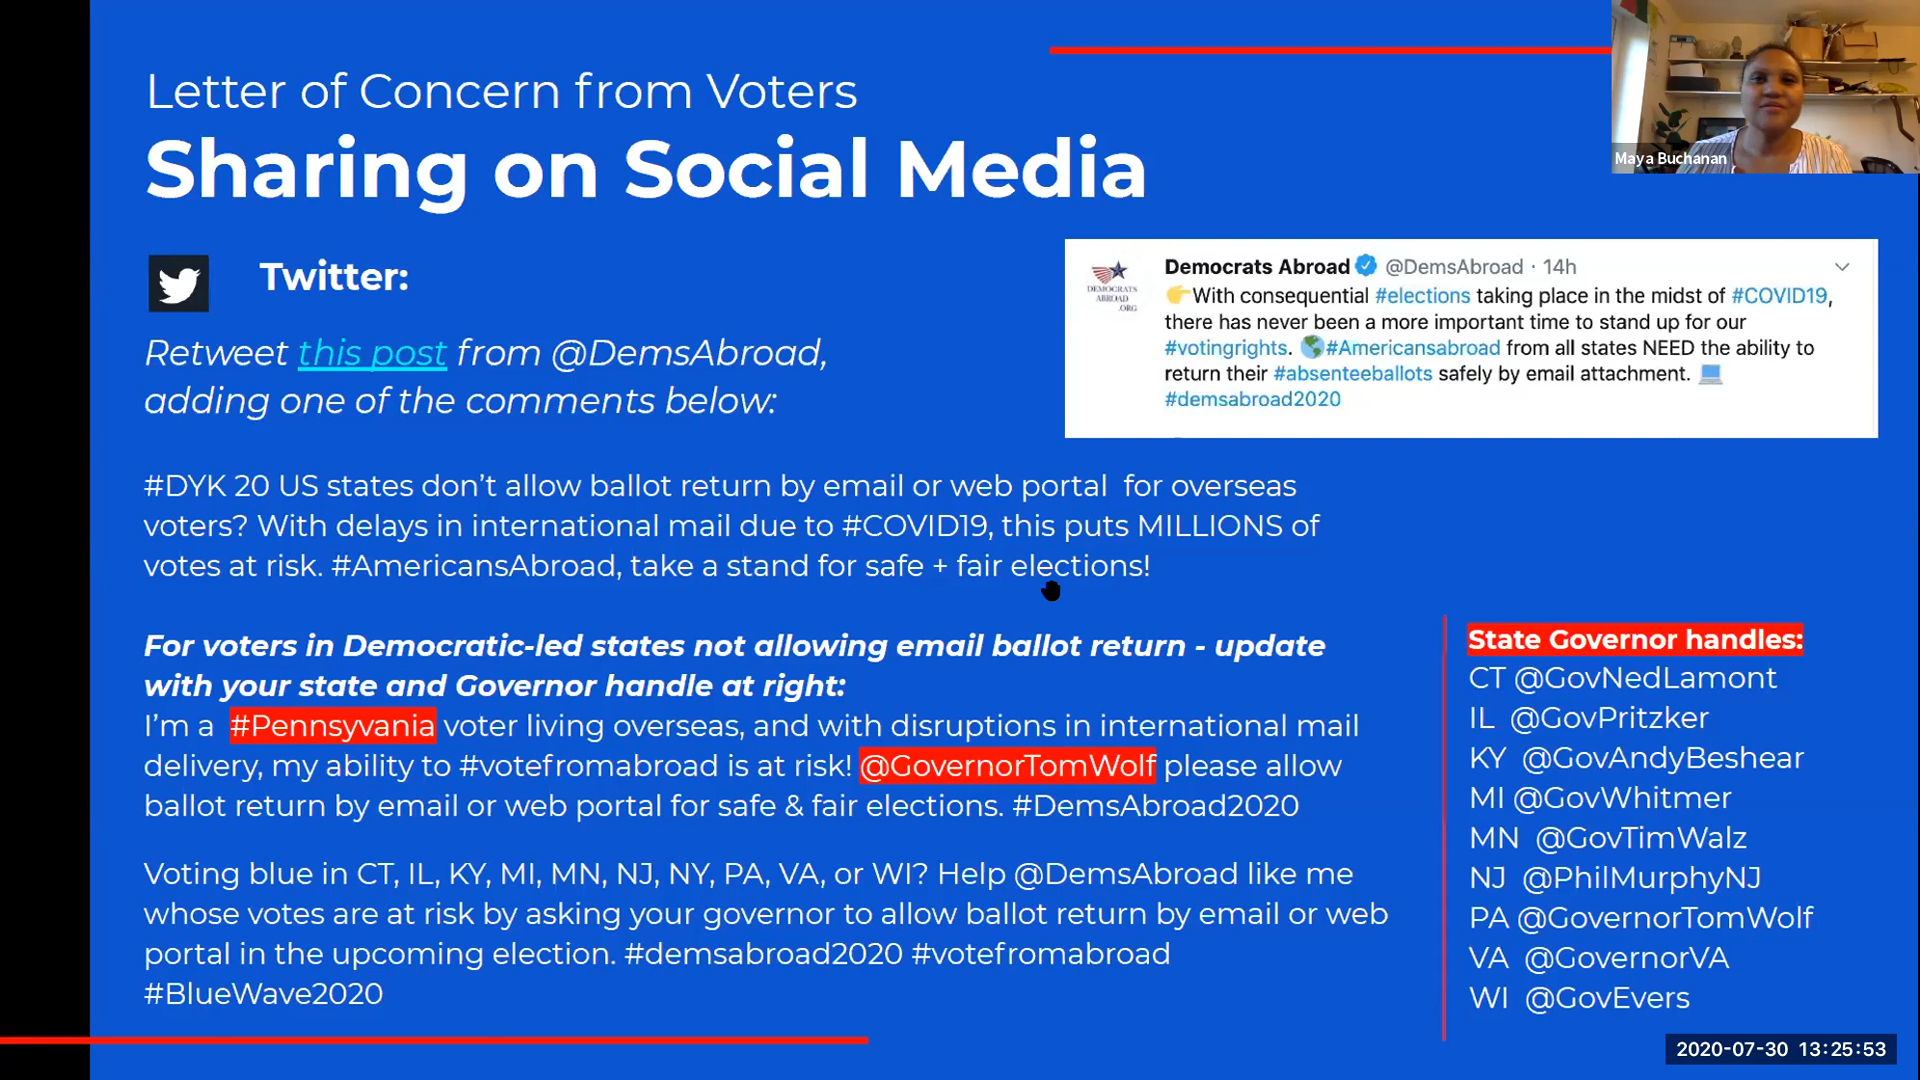 Letter of Concern from Voters
Sharing on Social Media
Maya Buchanan
Twitter:
Retweet this post from @DemsAbroad,
adding one of the comments below:
DEMOCRATS
ABROAD
.ORG
Democrats Abroad @DemsAbroad · 14h
👉With consequential #elections taking place in the midst of #COVID19,
there has never been a more important time to stand up for our
#votingrights. 🌎#Americansabroad from all states NEED the ability to
return their #absenteeballots safely by email attachment. 💻
#demsabroad2020
#DYK 20 US states don’t allow ballot return by email or web portal  for overseas
voters? With delays in international mail due to #COVID19, this puts MILLIONS of
votes at risk. #AmericansAbroad, take a stand for safe + fair elections!
For voters in Democratic-led states not allowing email ballot return - update
with your state and Governor handle at right:
I’m a #Pennsyvania voter living overseas, and with disruptions in international mail
delivery, my ability to #votefromabroad is at risk! @GovernorTomWolf please allow
ballot return by email or web portal for safe & fair elections. #DemsAbroad2020
Voting blue in CT, IL, KY, MI, MN, NJ, NY, PA, VA, or WI? Help @DemsAbroad like me
whose votes are at risk by asking your governor to allow ballot return by email or web
portal in the upcoming election. #demsabroad2020 #votefromabroad
#BlueWave2020
State Governor handles:
CT @GovNedLamont
IL @GovPritzker
KY @GovAndyBeshear
MI @GovWhitmer
MN @GovTimWalz
NJ @PhilMurphyNJ
PA @GovernorTomWolf
VA @GovernorVA
WI @GovEvers
2020-07-30 13:25:53